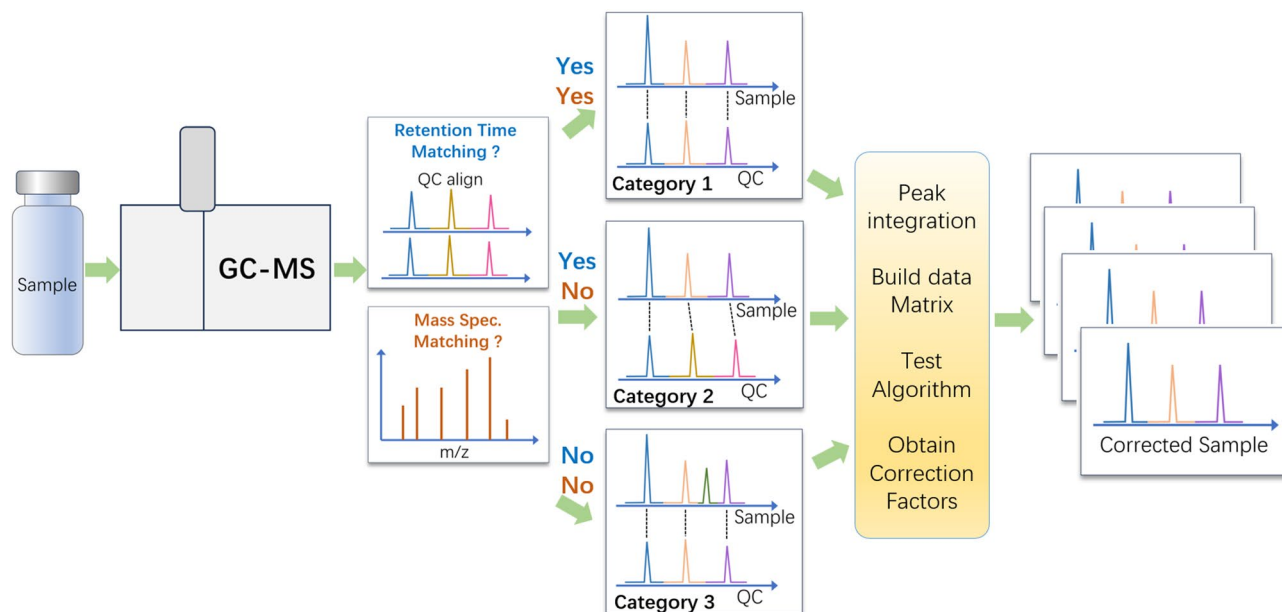 Sample
GC-MS
Retention Time
Matching ?
QC align
Mass Spec.
Matching ?
m/z
Yes
Yes
Sample
QC
Category 1
Yes
No
Sample
QC
Category 2
No
No
Sample
QC
Category 3
Peak
integration
Build data
Matrix
Test
Algorithm
Obtain
Correction
Factors
Corrected Sample